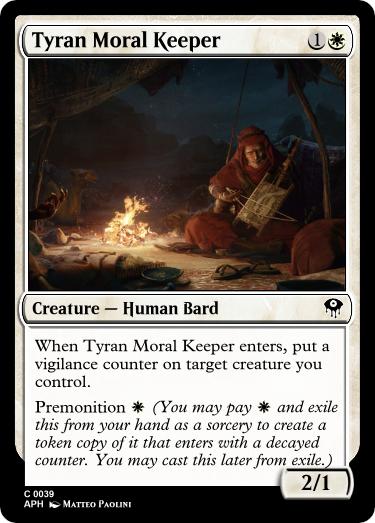 Tyran Moral Keeper 1
Creature — Human Bard
When Tyran Moral Keeper enters, put a
vigilance counter on target creature you
control.
Premonition (You may pay and exile
this from your hand as a sorcery to create a
token copy of it that enters with a decayed
counter. You may cast this later from exile.)
2/1
C 0039
APH Matteo Paolini